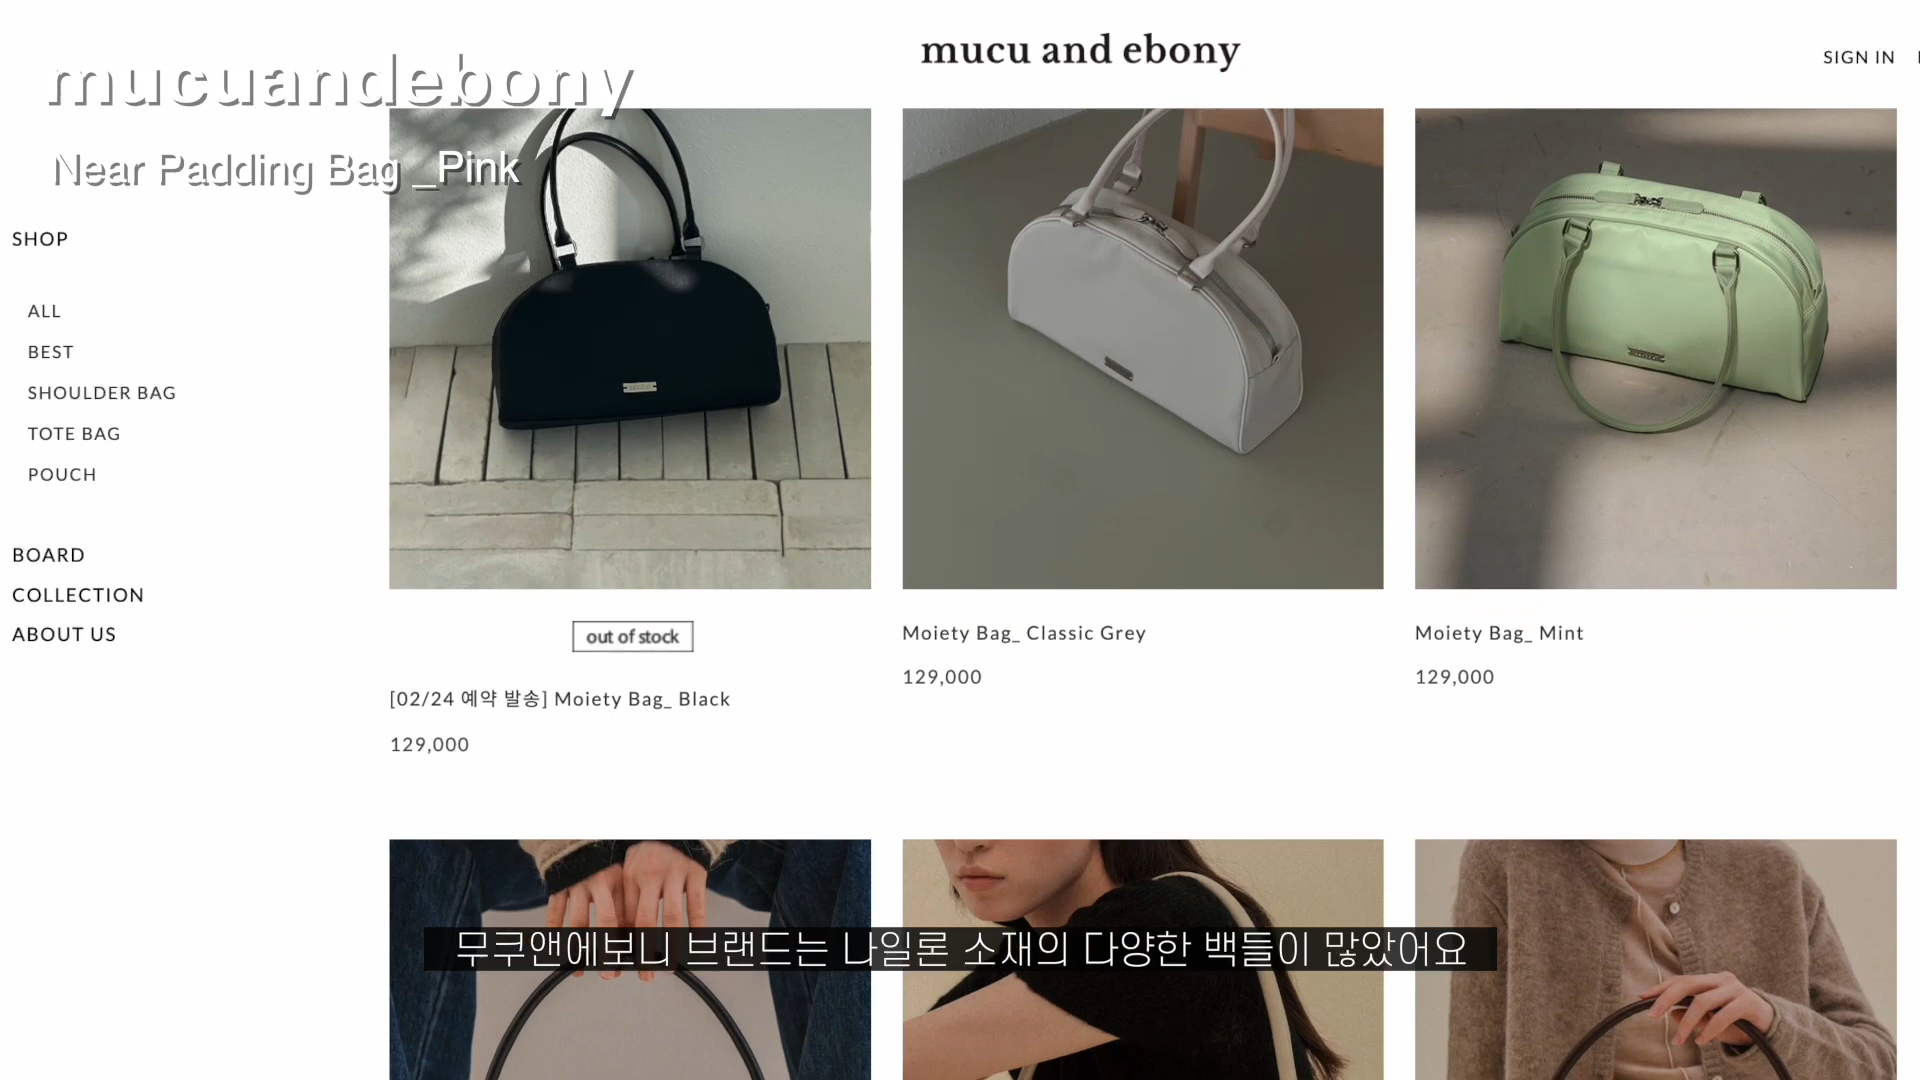 mucu and ebony
SIGN IN
mucuandebony
Near Padding Bag _Pink
SHOP
ALL
BEST
SHOULDER BAG
TOTE BAG
POUCH
BOARD
COLLECTION
ABOUT US
out of stock
[02/24 예약 발송] Moiety Bag_ Black
129,000
Moiety Bag_ Classic Grey
129,000
Moiety Bag_ Mint
129,000
무쿠앤에보니 브랜드는 나일론 소재의 다양한 백들이 많았어요